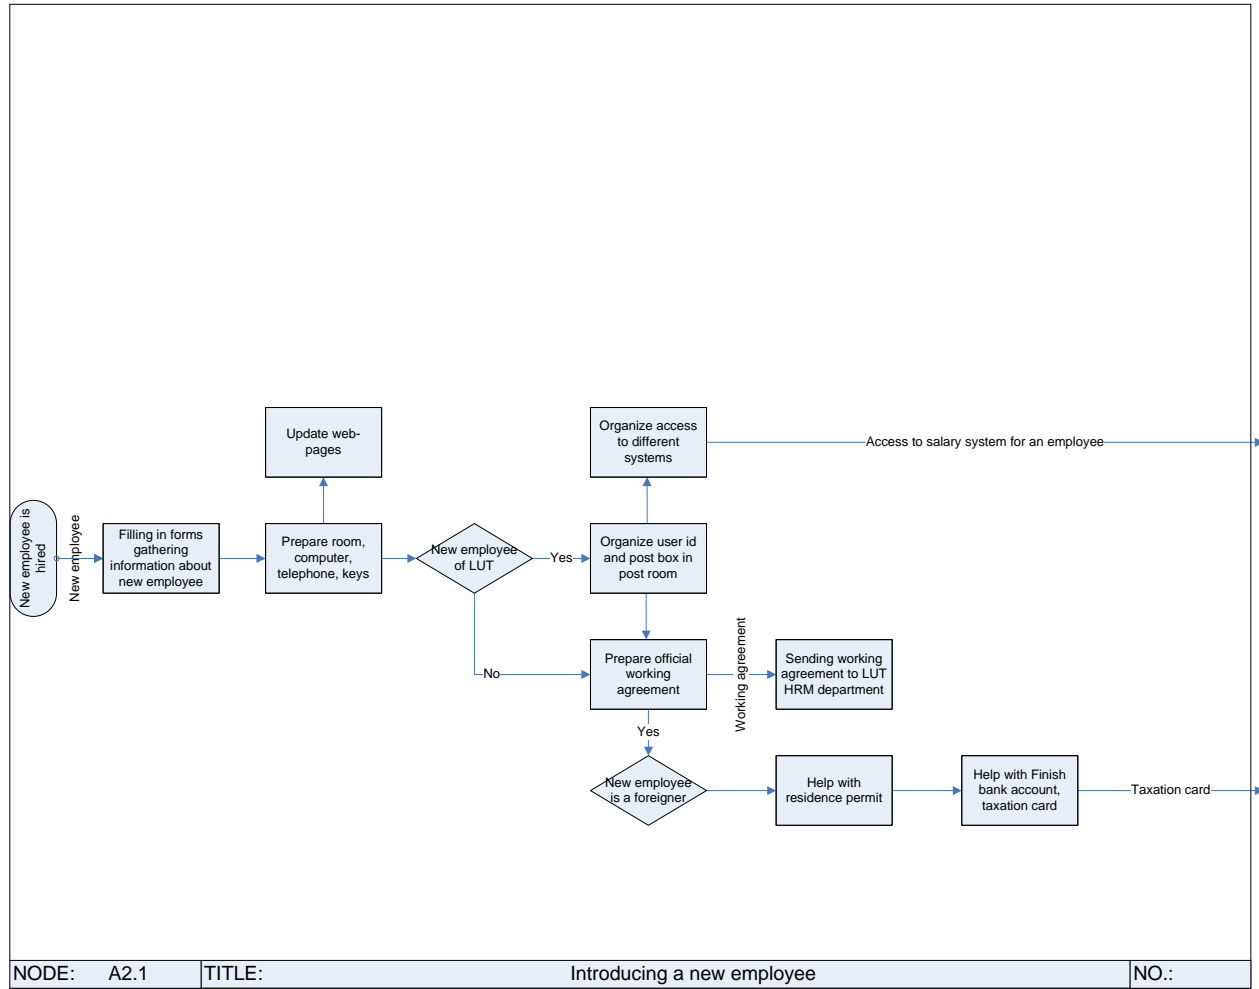 Update web-
pages
Organize access
to different
systems
Access to salary system for an employee
New employee is
hired
New employee
Filling in forms
gathering
information about
new employee
Prepare room,
computer,
telephone, keys
New employee
of LUT
Yes
Organize user id
and post box in
post room
No
Prepare official
working
agreement
Working agreement
Sending working
agreement to LUT
HRM department
Yes
New employee
is a foreigner
Help with
residence permit
Help with Finish
bank account,
taxation card
Taxation card
NODE: A2.1 TITLE: Introducing a new employee NO.: